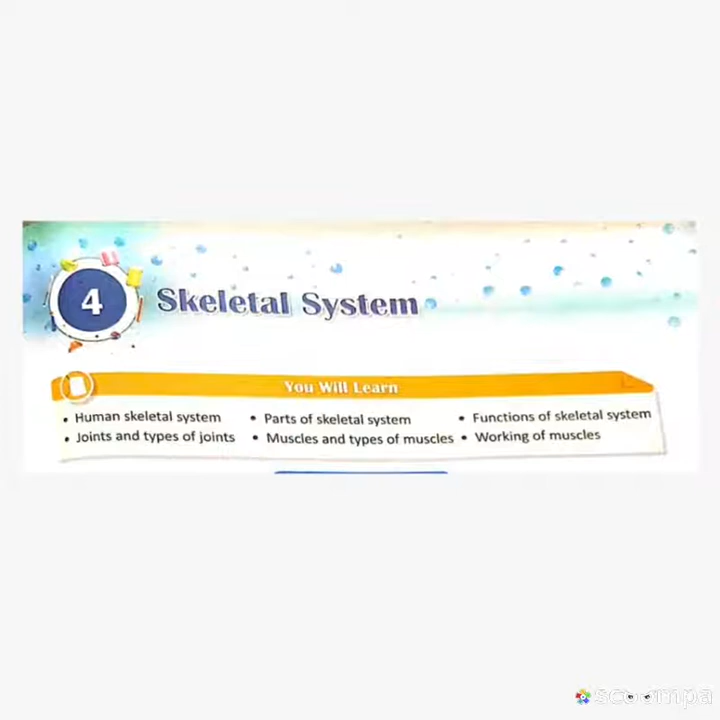 4 Skeletal System
You Will Learn
• Human skeletal system • Parts of skeletal system • Functions of skeletal system
• Joints and types of joints • Muscles and types of muscles • Working of muscles
scoompa